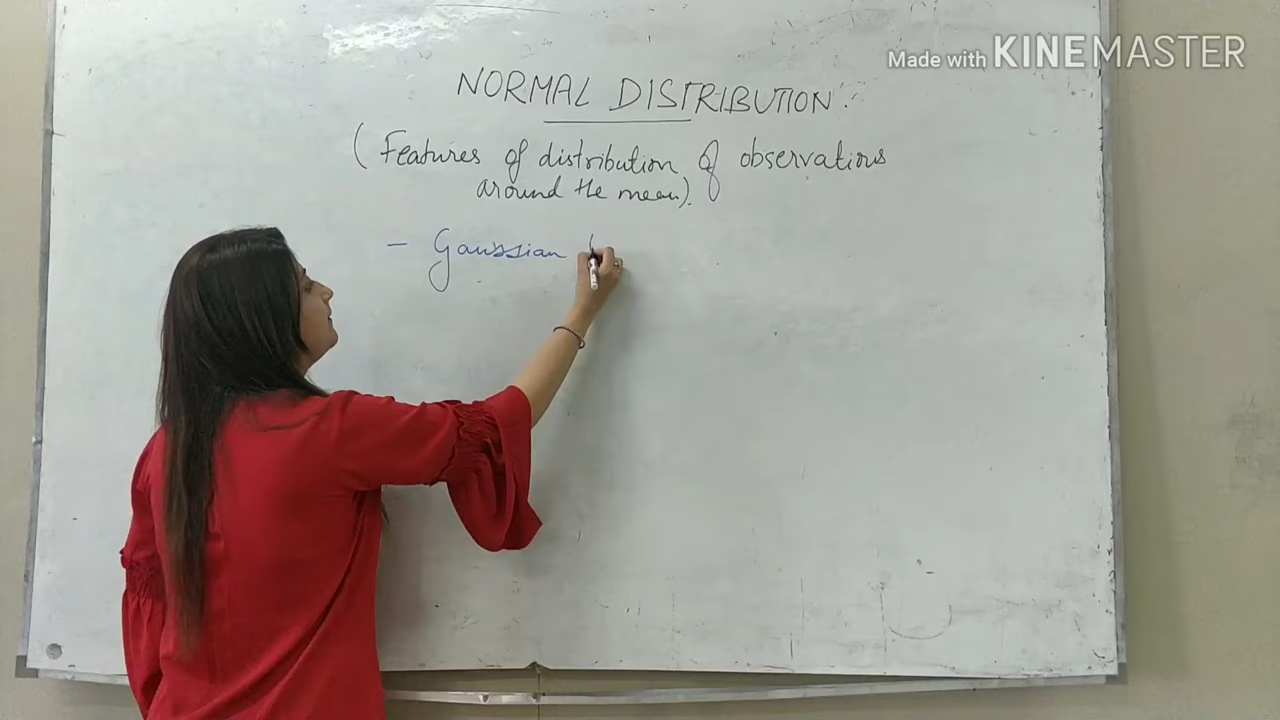 Made with KINEMASTER
NORMAL DISTRIBUTION.
(Features of distribution of observations
around the mean).
- Gaussian